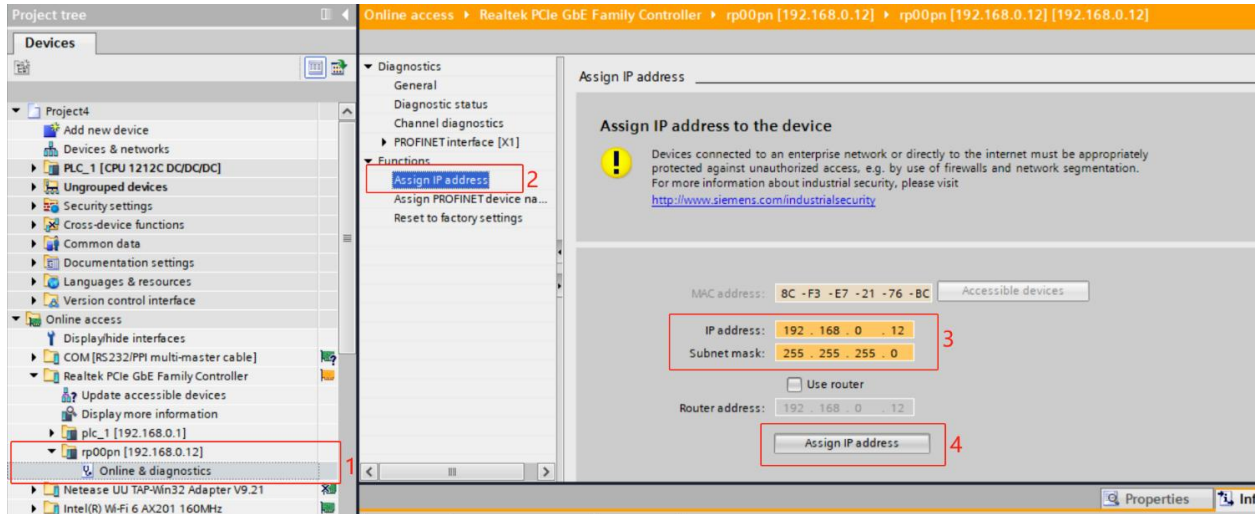 Project tree
Online access ▸ Realtek PCIe GbE Family Controller ▸ rp00pn [192.168.0.12] ▸ rp00pn [192.168.0.12] [192.168.0.12]
Devices
Project4
Add new device
Devices & networks
PLC_1 [CPU 1212C DC/DC/DC]
Ungrouped devices
Security settings
Cross-device functions
Common data
Documentation settings
Languages & resources
Version control interface
Online access
Display/hide interfaces
COM [RS232/PPI multi-master cable]
Realtek PCIe GbE Family Controller
Update accessible devices
Display more information
plc_1 [192.168.0.1]
rp00pn [192.168.0.12]
Online & diagnostics
1
Netease UU TAP-Win32 Adapter V9.21
Intel(R) Wi-Fi 6 AX201 160MHz
Diagnostics
General
Diagnostic status
Channel diagnostics
PROFINET interface [X1]
Functions
Assign IP address
2
Assign PROFINET device na...
Reset to factory settings
Assign IP address
Assign IP address to the device
Devices connected to an enterprise network or directly to the internet must be appropriately
protected against unauthorized access, e.g. by use of firewalls and network segmentation.
For more information about industrial security, please visit
http://www.siemens.com/industrialsecurity
MAC address: 8C -F3 -E7 -21 -76 -BC Accessible devices
IP address: 192 . 168 . 0 . 12
Subnet mask: 255 . 255 . 255 . 0
3
Use router
Router address: 192 . 168 . 0 . 12
Assign IP address
4
Properties
Inf